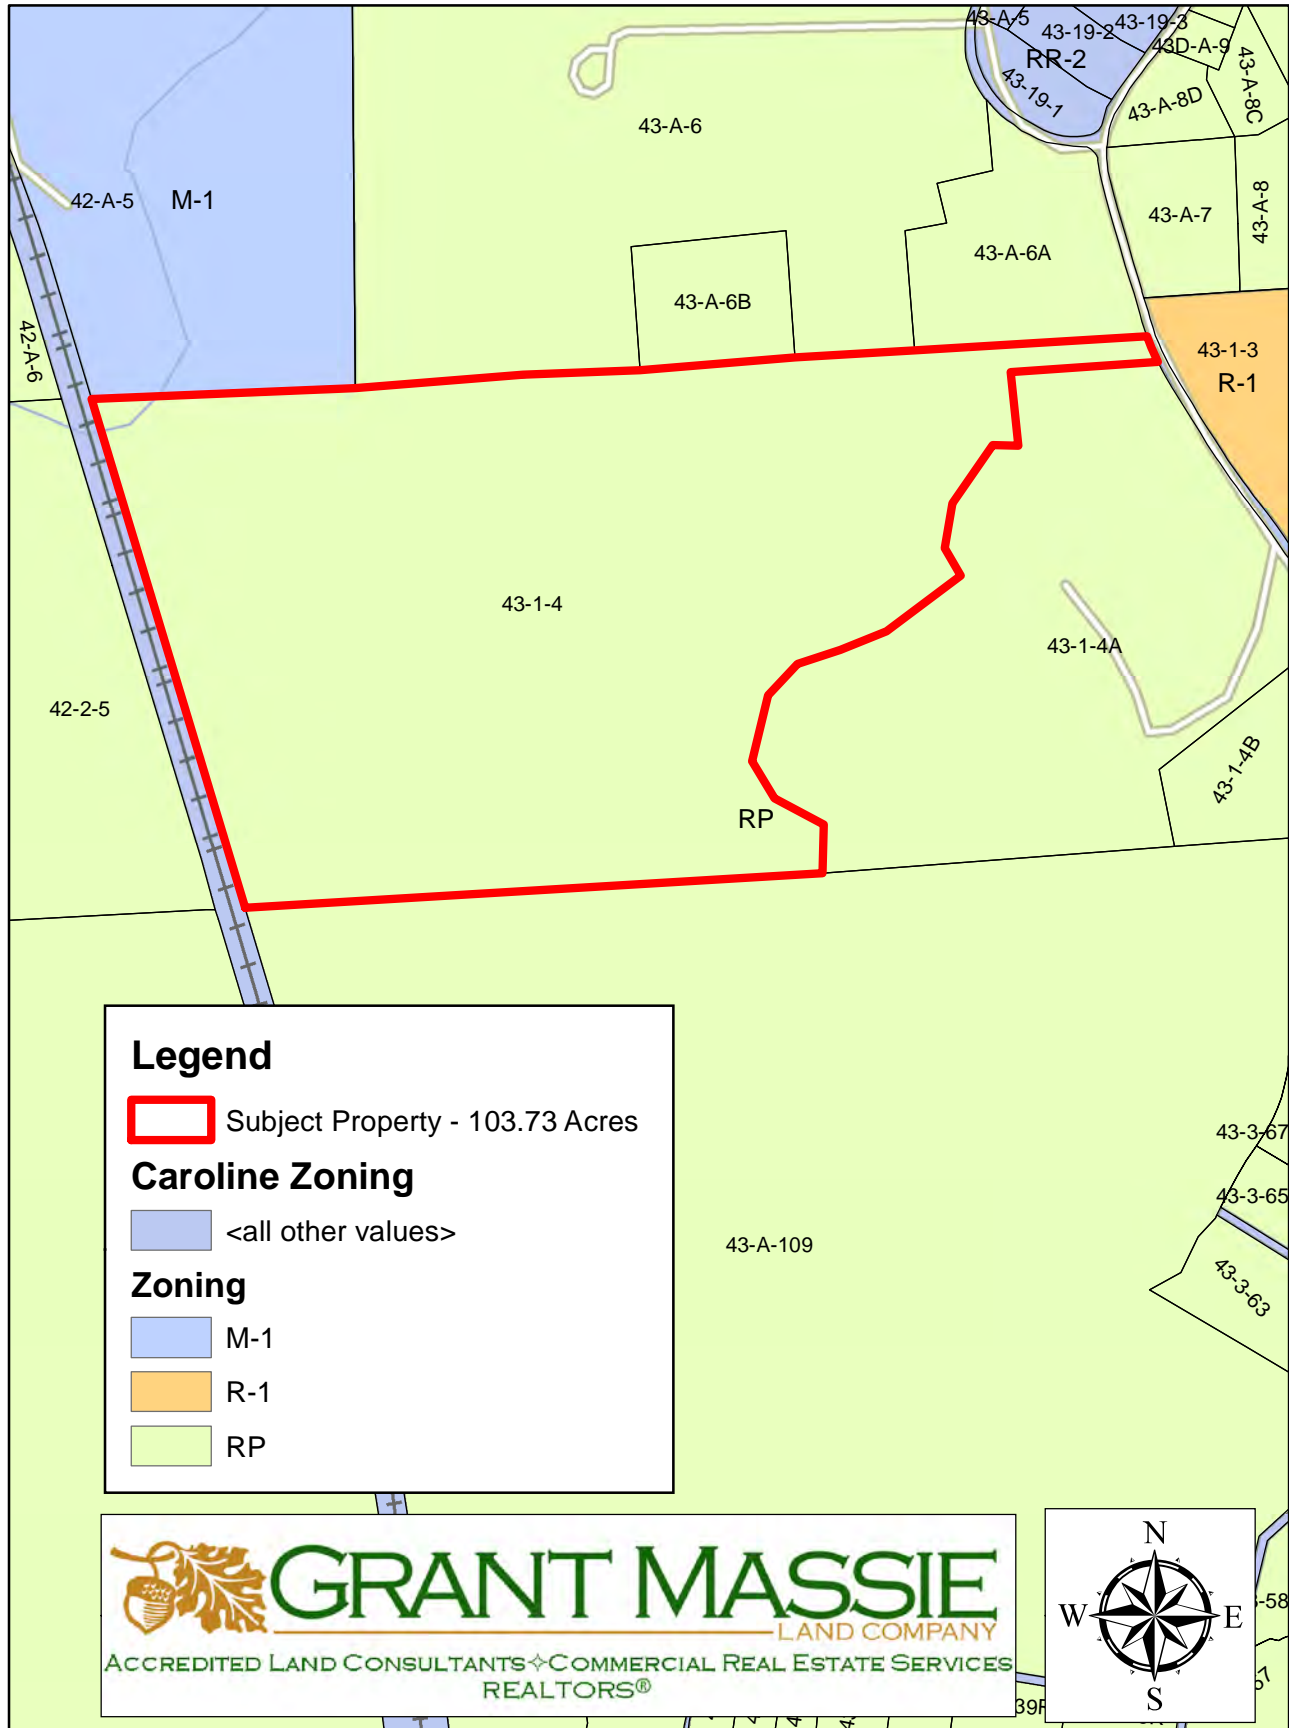 43-A-5
43-19-2
43-19-3
43D-A-9
RR-2
43-19-1
43-A-8D
43-A-8C
43-A-6
42-A-5
M-1
43-A-7
43-A-8
43-A-6A
43-A-6B
42-A-6
43-1-3
R-1
43-1-4
43-1-4A
42-2-5
43-1-4B
RP
Legend
Subject Property - 103.73 Acres
Caroline Zoning
<all other values>
Zoning
M-1
R-1
RP
43-3-67
43-3-65
43-A-109
43-3-63
GRANT MASSIE
LAND COMPANY
ACCREDITED LAND CONSULTANTS✧COMMERCIAL REAL ESTATE SERVICES
REALTORS®
N
W
E
S
-58